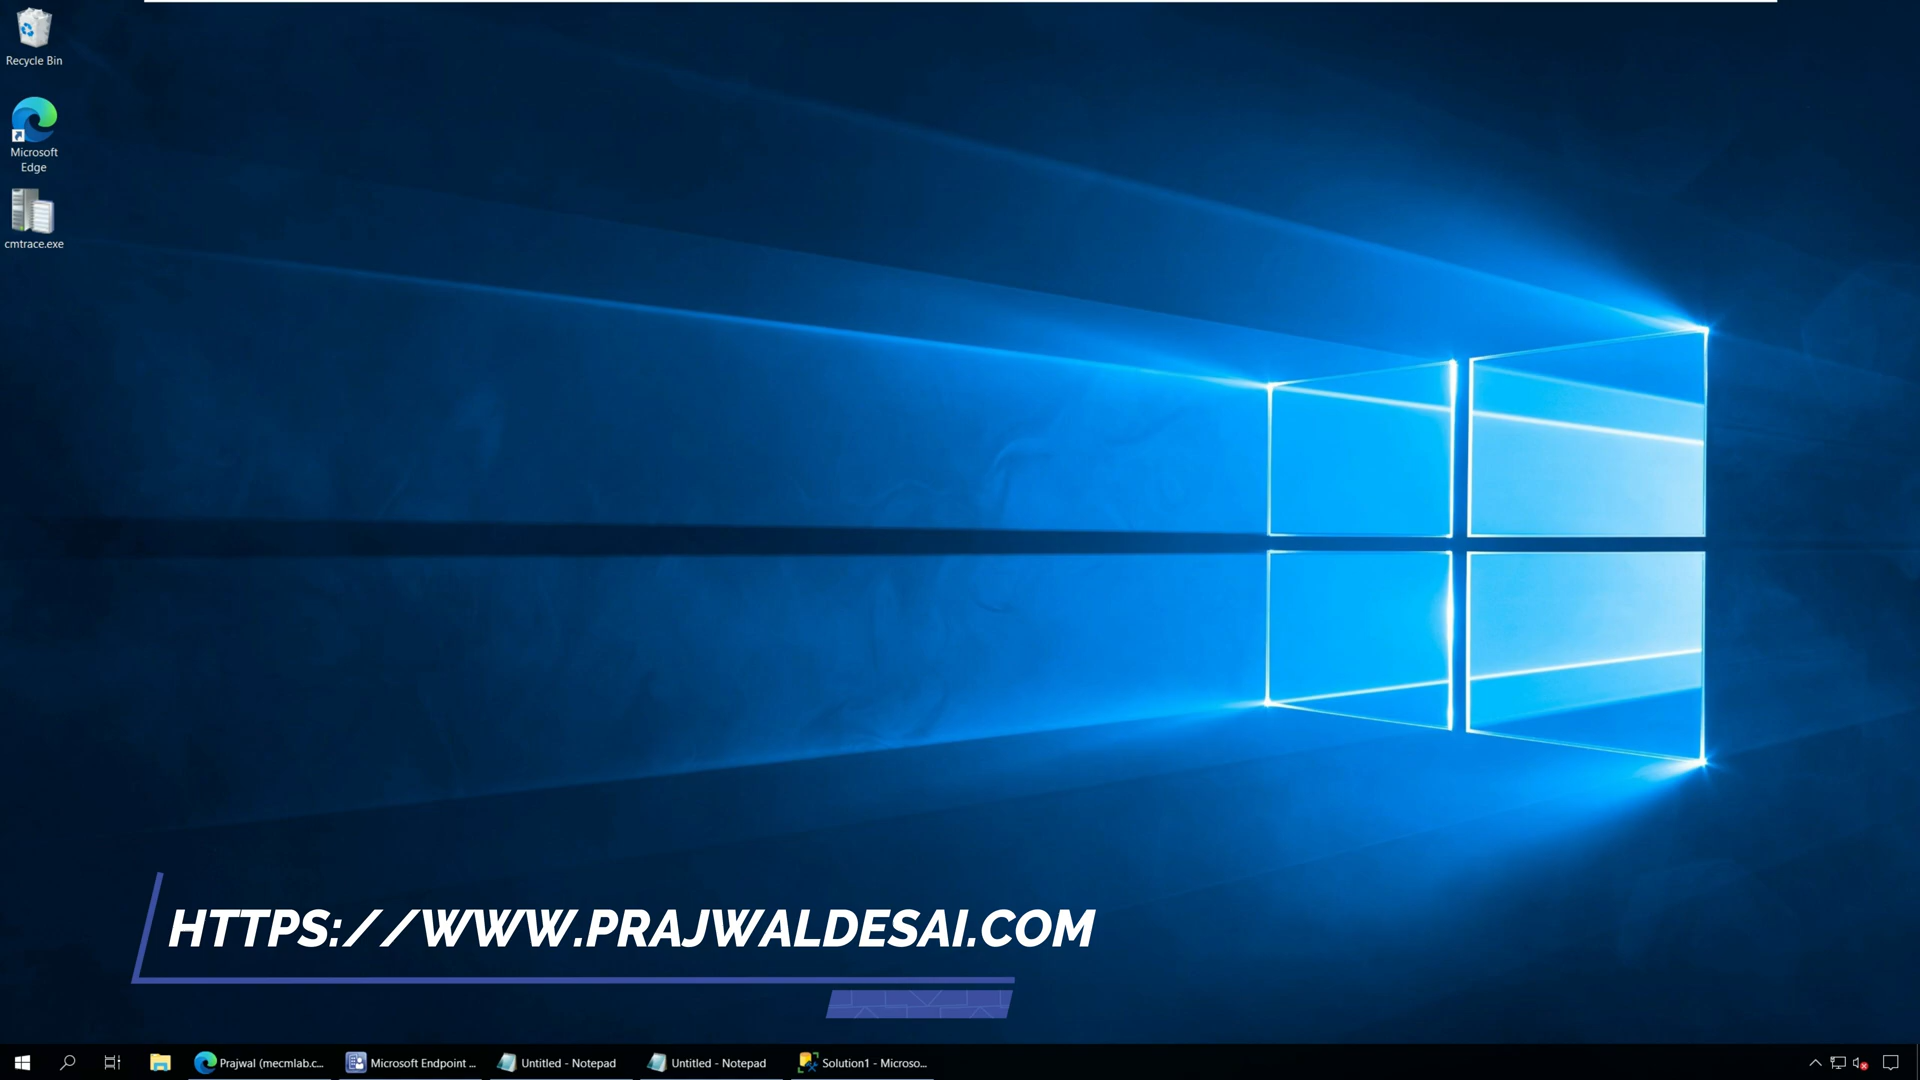 Recycle Bin
Microsoft
Edge
cmtrace.exe
HTTPS://WWW.PRAJWALDESAI.COM
Prajwal (mecmlab.c...
Microsoft Endpoint ...
Untitled - Notepad
Untitled - Notepad
Solution1 - Microso...